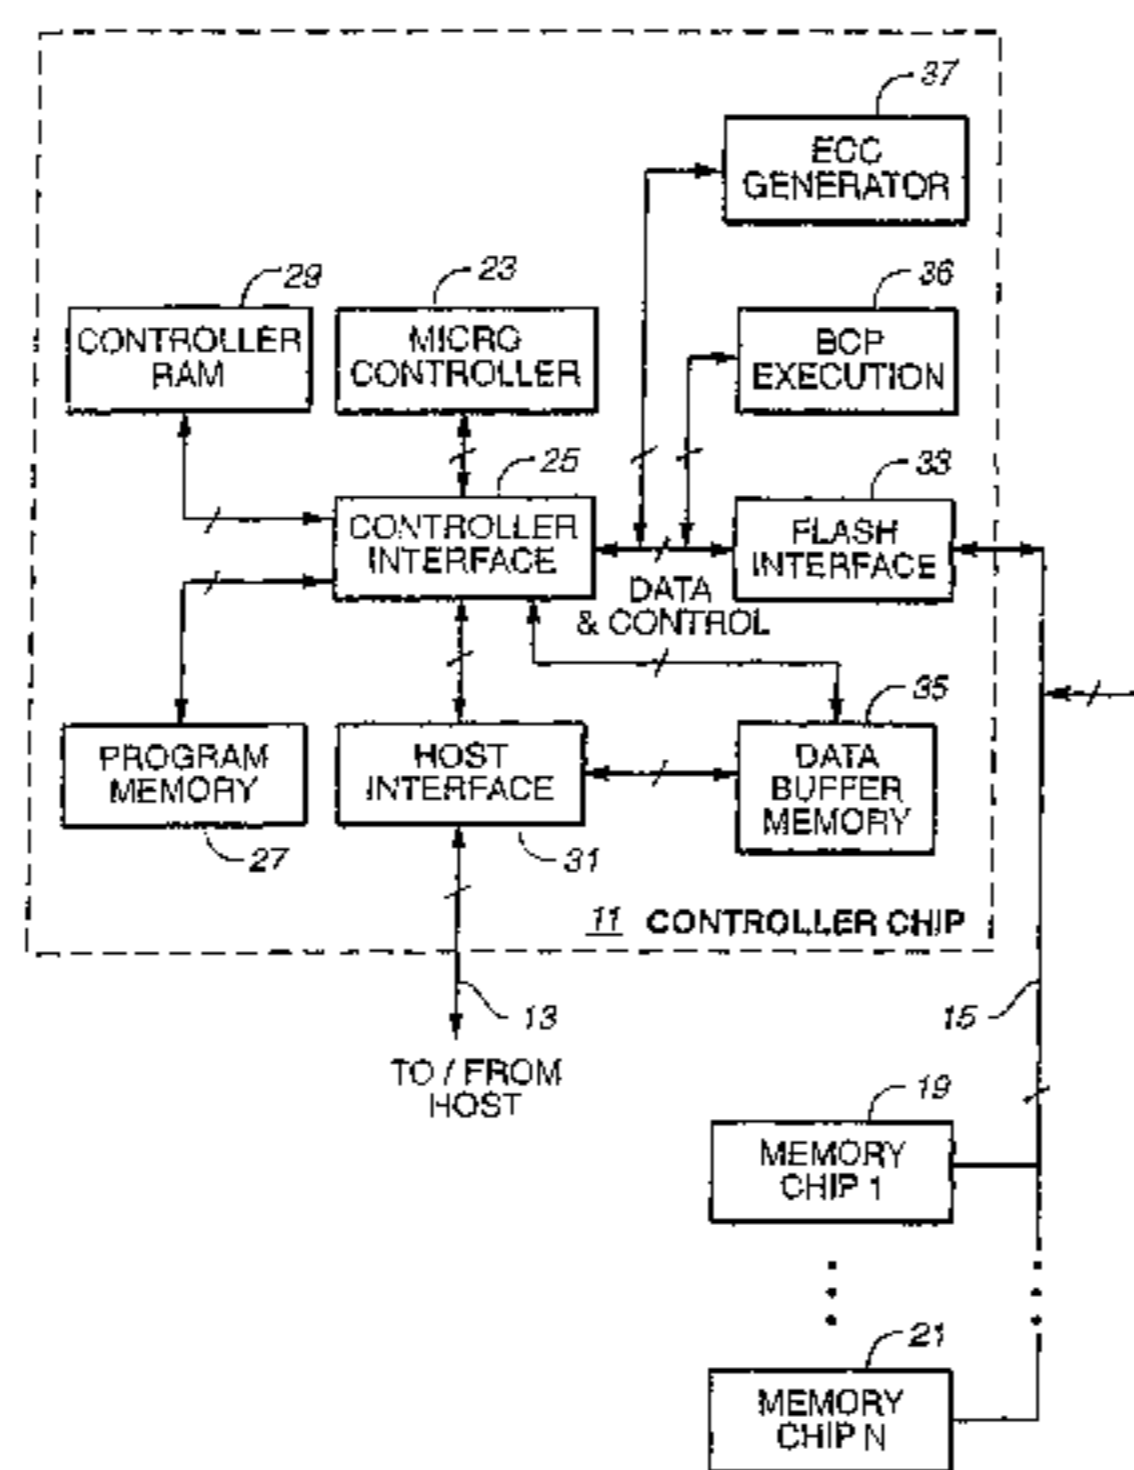 37
ECC
GENERATOR
29
23
36
CONTROLLER
RAM
MICRO
CONTROLLER
BCP
EXECUTION
25
33
CONTROLLER
INTERFACE
FLASH
INTERFACE
DATA
& CONTROL
35
PROGRAM
MEMORY
HOST
INTERFACE
DATA
BUFFER
MEMORY
27
31
11 CONTROLLER CHIP
13
15
TO / FROM
HOST
19
MEMORY
CHIP 1
21
MEMORY
CHIP N